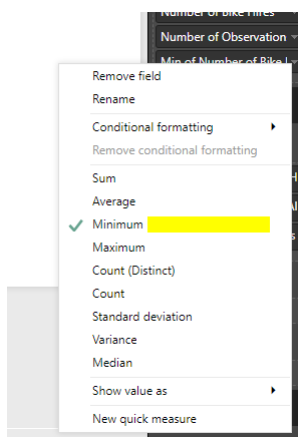 Number of Bike Hires
Number of Observation
Min of Number of Bike
Remove field
Rename
Conditional formatting
Remove conditional formatting
Sum
Average
Minimum
Maximum
Count (Distinct)
Count
Standard deviation
Variance
Median
Show value as
New quick measure